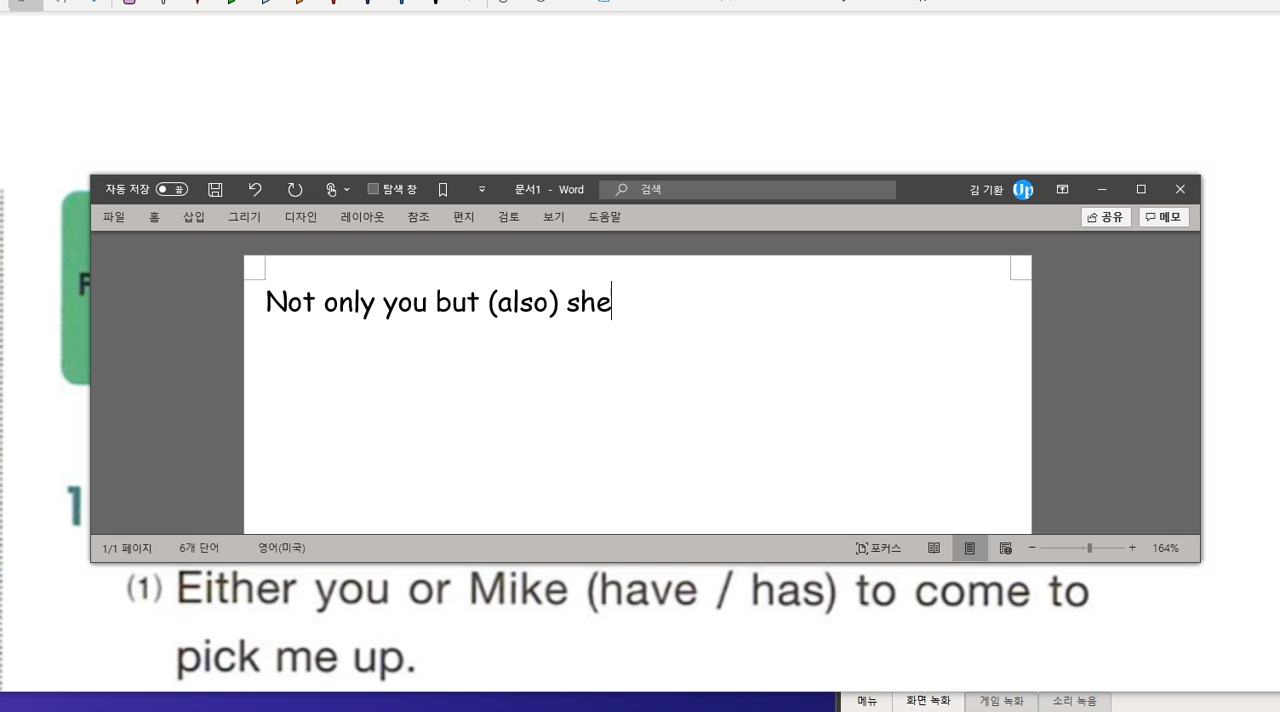 자동 저장 끔 탐색 창 문서1 - Word 검색 김 기환 Up
파일 홈 삽입 그리기 디자인 레이아웃 참조 편지 검토 보기 도움말 공유 메모
Not only you but (also) she
1/1 페이지 6개 단어 영어(미국) 포커스 164%
1
(1) Either you or Mike (have / has) to come to
pick me up.
메뉴 화면 녹화 게임 녹화 소리 녹음